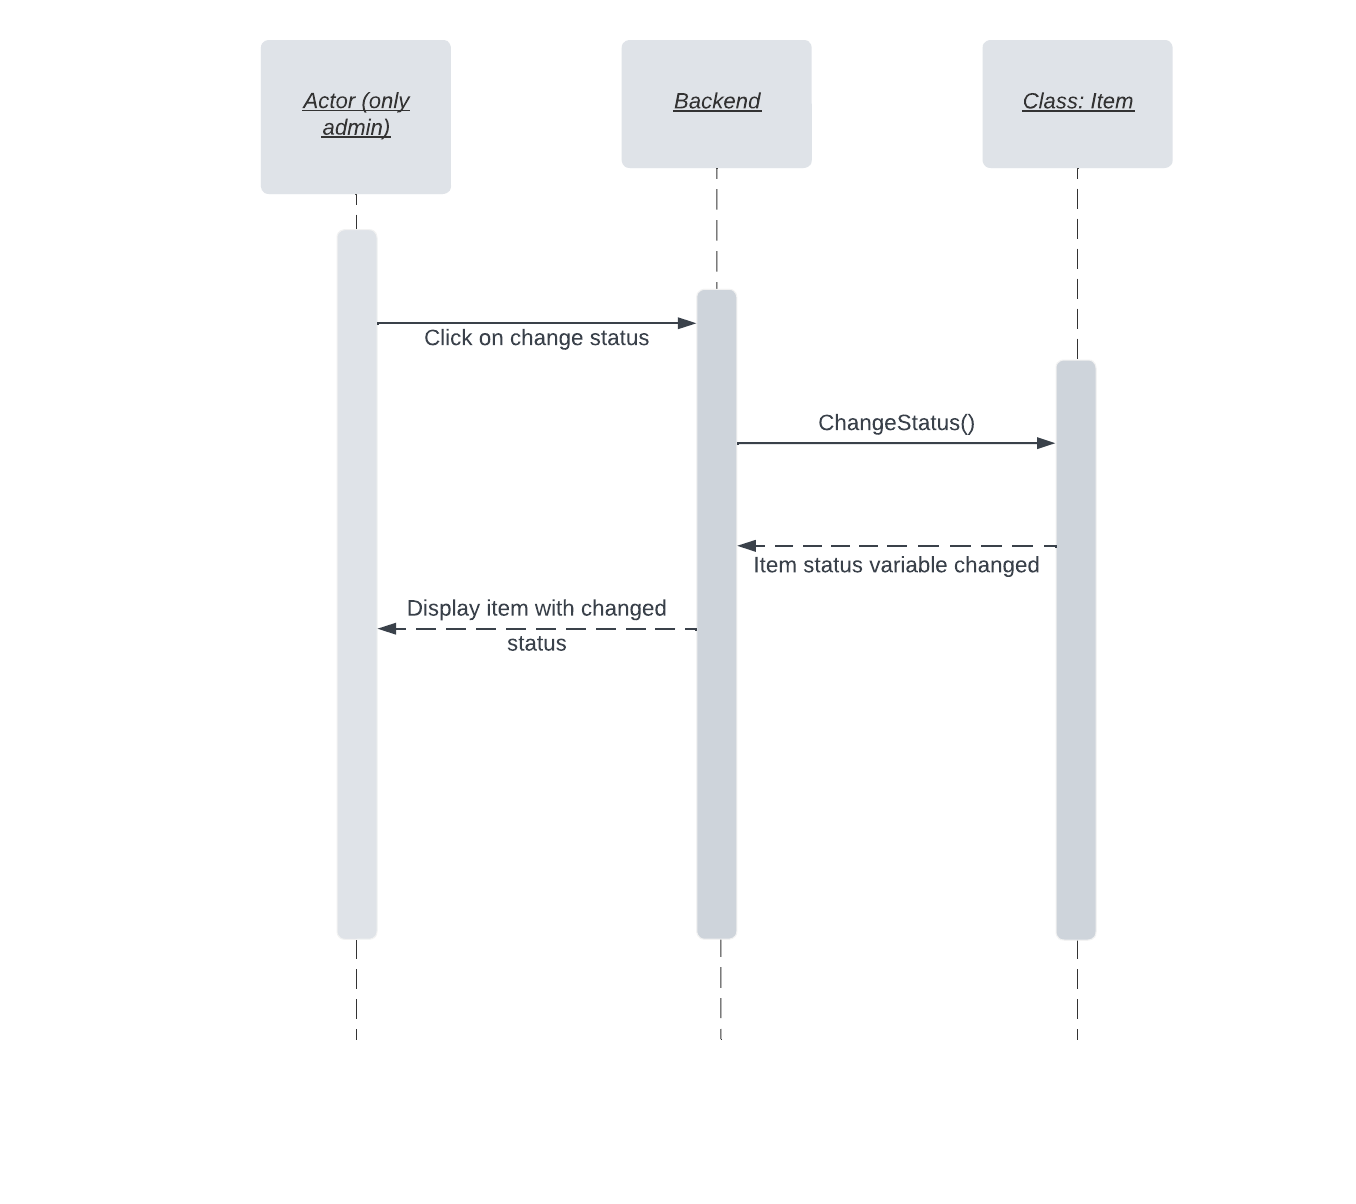 Actor (only
admin)
Backend
Class: Item
Click on change status
ChangeStatus()
Item status variable changed
Display item with changed
status